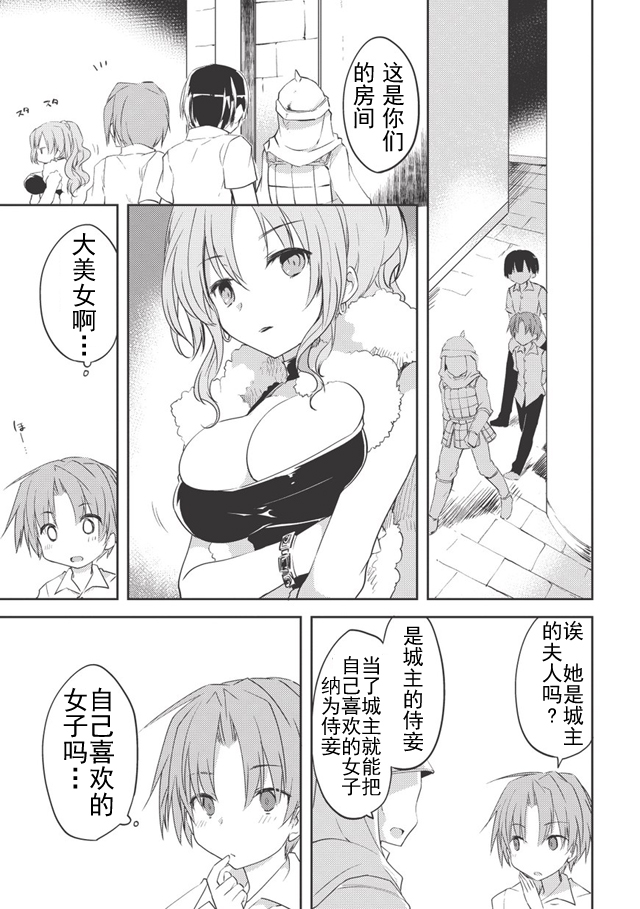 这是你们
的房间
スタ
スタ
大美女啊…
ほー
诶 她是城主
的夫人吗?
是城主的侍妾
当了城主就能把
自己喜欢的女子
纳为侍妾
自己喜欢的
女子吗…